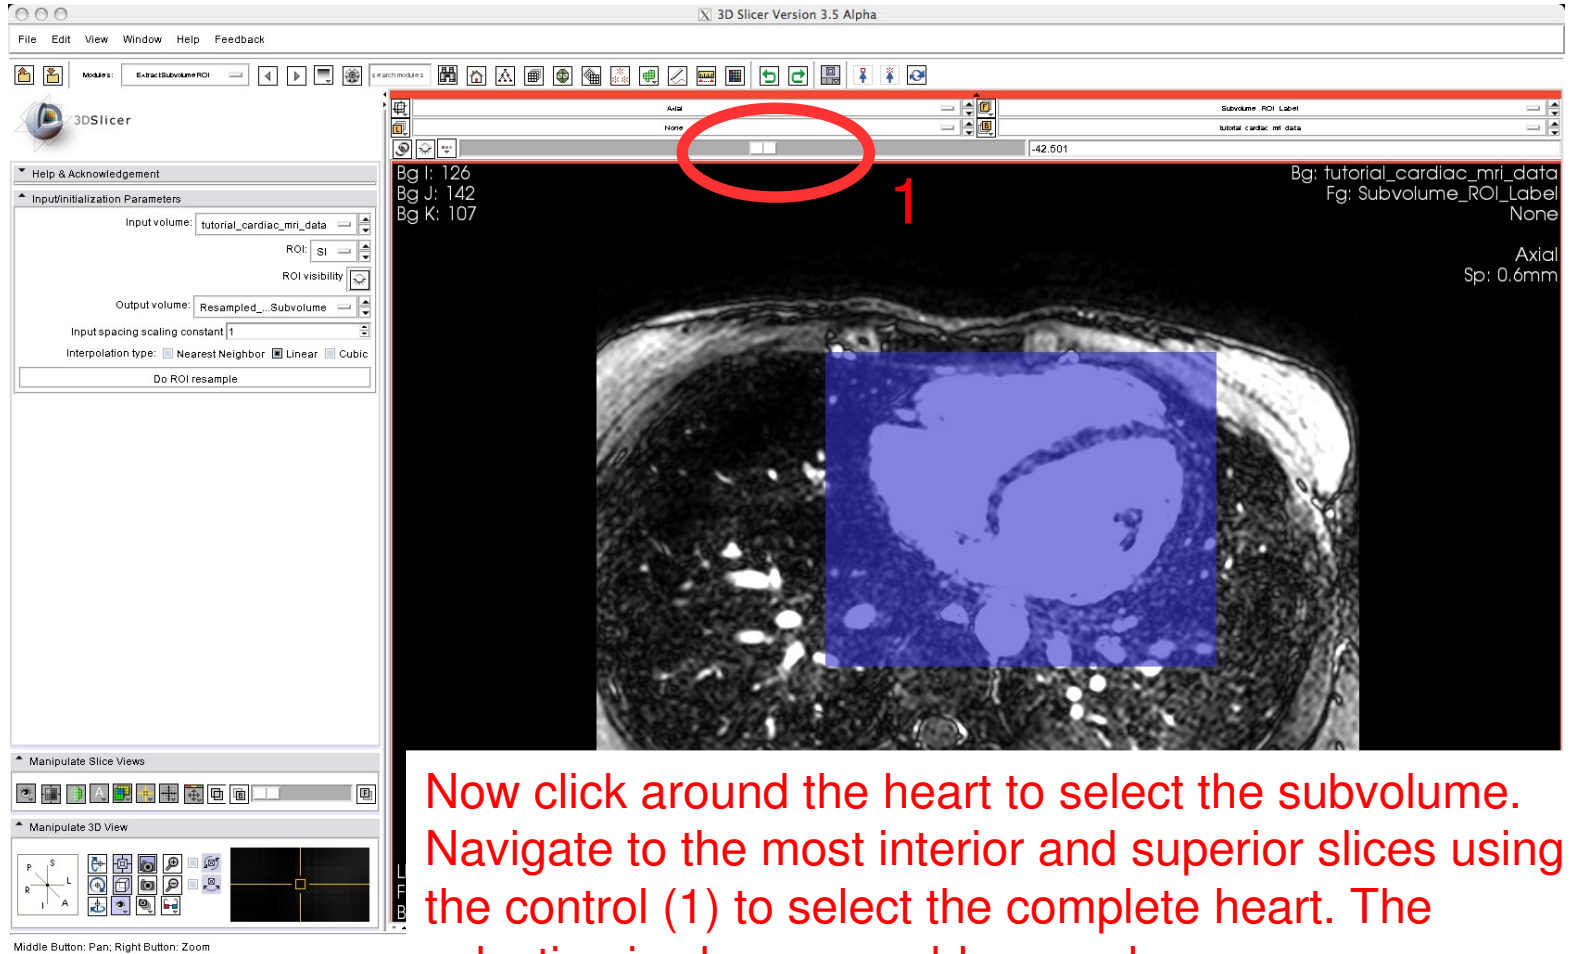 3D Slicer Version 3.5 Alpha
File Edit View Window Help Feedback
Modules: ExtractSubvolumeROI search modules
3DSlicer
Axial
Subvolume ROI Label
None
tutorial cardiac mri data
-42.501
Help & Acknowledgement
Input/initialization Parameters
Input volume: tutorial_cardiac_mri_data
ROI: SI
ROI visibility
Output volume: Resampled_...Subvolume
Input spacing scaling constant 1
Interpolation type: Nearest Neighbor Linear Cubic
Do ROI resample
Bg I: 126
Bg J: 142
Bg K: 107
1
Bg: tutorial_cardiac_mri_data
Fg: Subvolume_ROI_Label
None
Axial
Sp: 0.6mm
Manipulate Slice Views
Manipulate 3D View
P S
R L
I A
Now click around the heart to select the subvolume.
Navigate to the most interior and superior slices using
the control (1) to select the complete heart. The
Middle Button: Pan; Right Button: Zoom